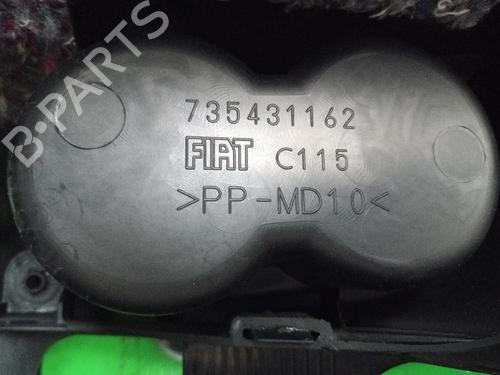 735431162
FIAT C115
>PP-MD10<
B-PARTS